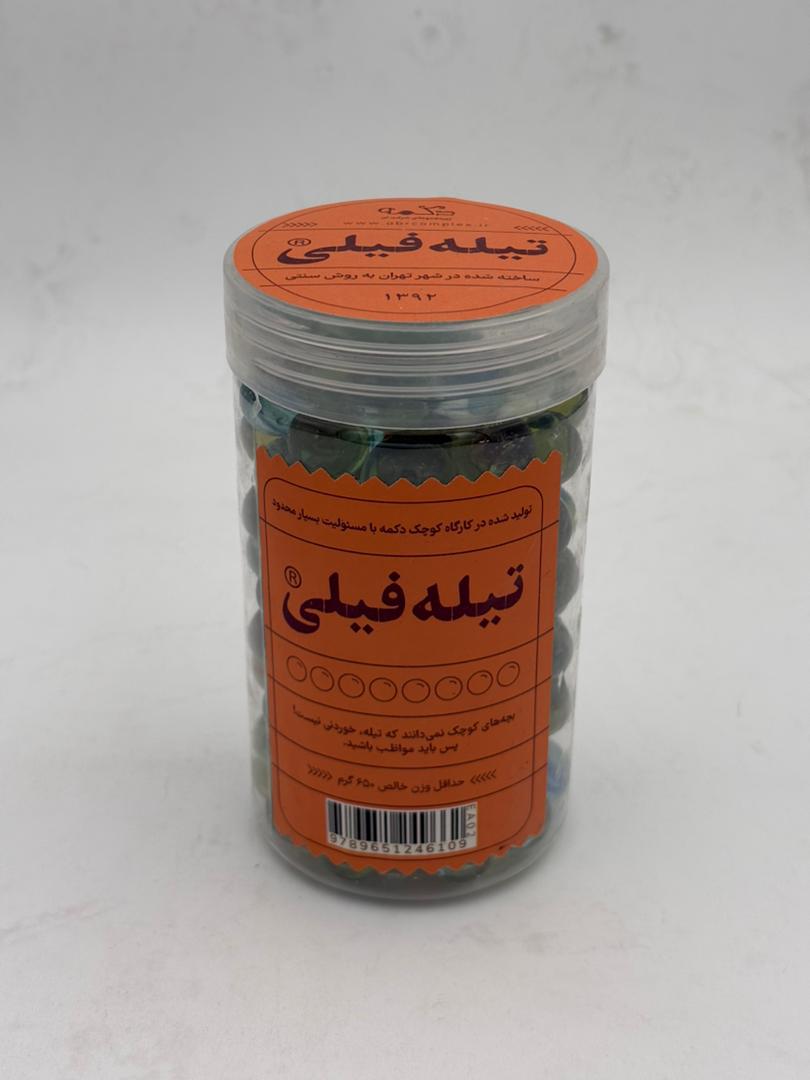 دکمه
www.abrcomplex.ir
تیله فیلی®
ساخته شده در شهر تهران به روش سنتی
۱۳۹۲
تولید شده در کارگاه کوچک دکمه با مسئولیت بسیار محدود
تیله فیلی®
بچه‌های کوچک نمی‌دانند که تیله، خوردنی نیست!
پس باید مواظب باشید.
حداقل وزن خالص ۶۵۰ گرم
EA02
9789651246109